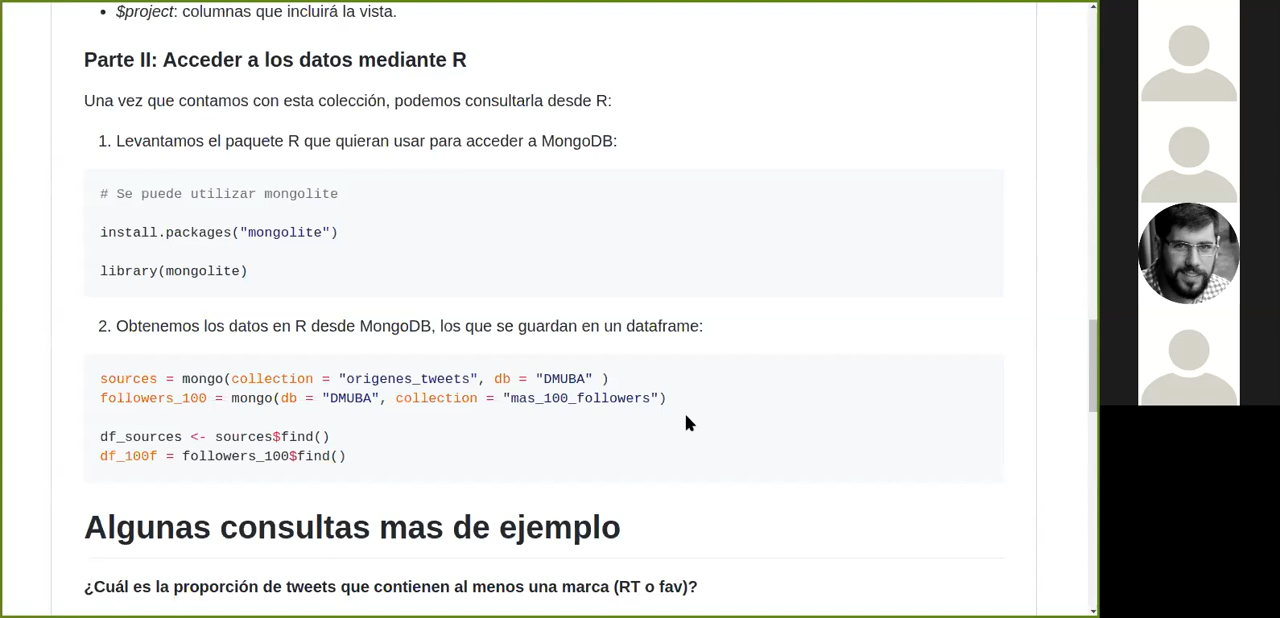 • $project: columnas que incluirá la vista.
Parte II: Acceder a los datos mediante R
Una vez que contamos con esta colección, podemos consultarla desde R:
1. Levantamos el paquete R que quieran usar para acceder a MongoDB:
# Se puede utilizar mongolite
install.packages("mongolite")
library(mongolite)
2. Obtenemos los datos en R desde MongoDB, los que se guardan en un dataframe:
sources = mongo(collection = "origenes_tweets", db = "DMUBA" )
followers_100 = mongo(db = "DMUBA", collection = "mas_100_followers")
df_sources <- sources$find()
df_100f = followers_100$find()
Algunas consultas mas de ejemplo
¿Cuál es la proporción de tweets que contienen al menos una marca (RT o fav)?